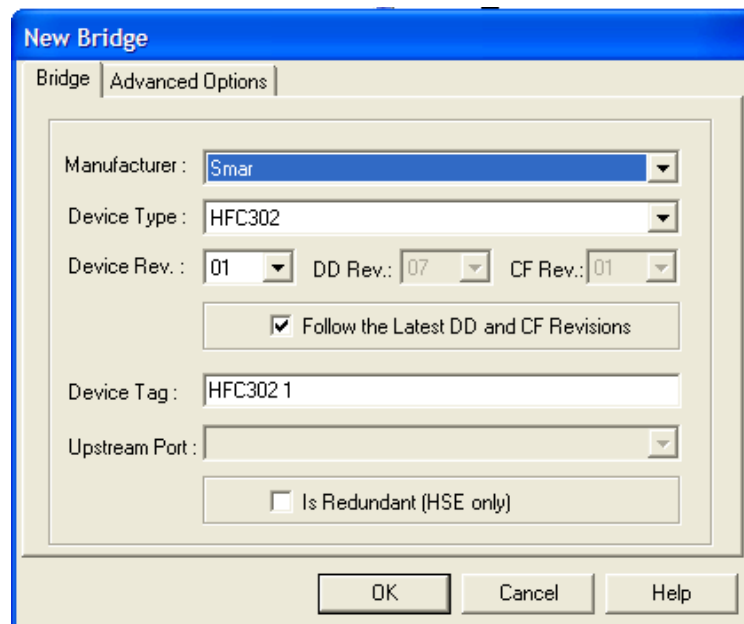 New Bridge
Bridge Advanced Options
Manufacturer : Smar
Device Type : HFC302
Device Rev. : 01 DD Rev.: 07 CF Rev.: 01
Follow the Latest DD and CF Revisions
Device Tag : HFC302 1
Upstream Port :
Is Redundant (HSE only)
OK Cancel Help